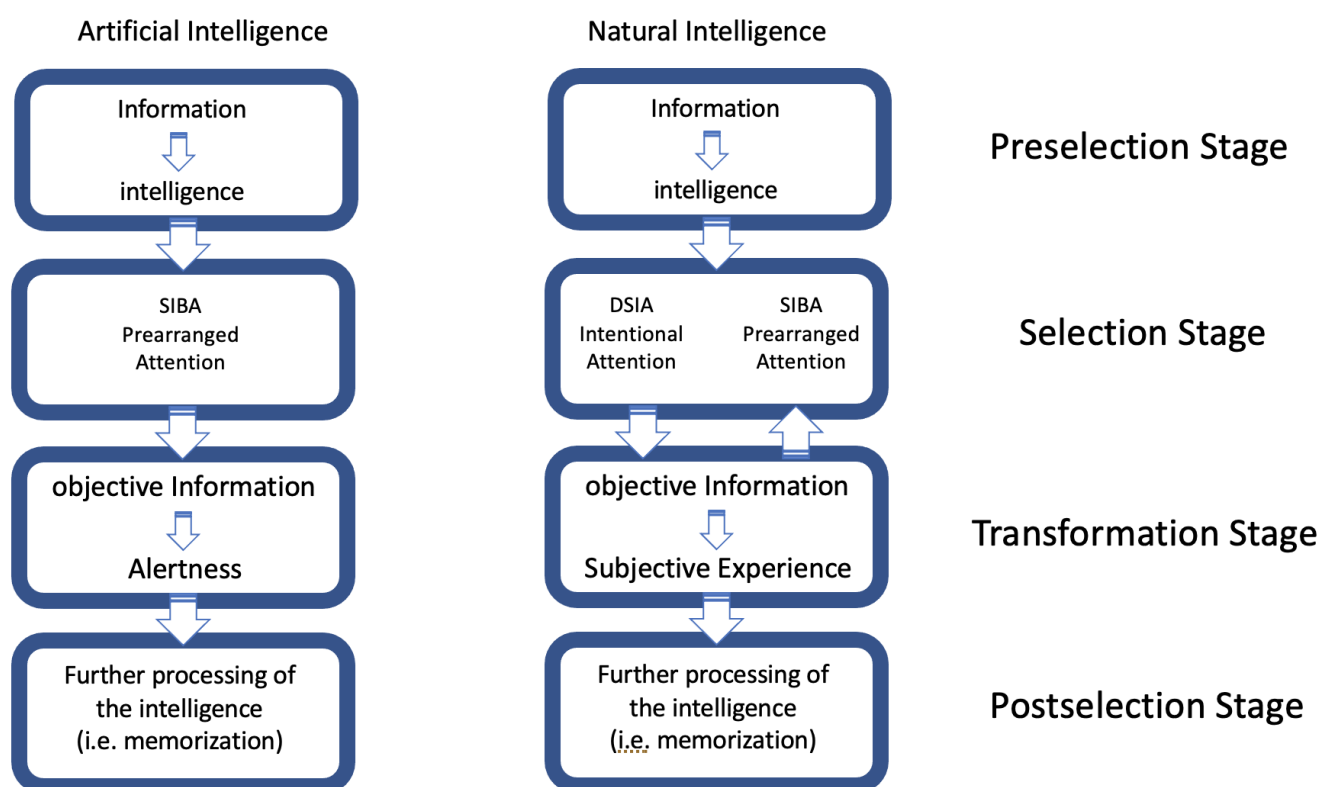 Artificial Intelligence
Natural Intelligence
Information
intelligence
Information
intelligence
Preselection Stage
SIBA
Prearranged
Attention
DSIA
Intentional
Attention
SIBA
Prearranged
Attention
Selection Stage
objective Information
Alertness
objective Information
Subjective Experience
Transformation Stage
Further processing of
the intelligence
(i.e. memorization)
Further processing of
the intelligence
(i.e. memorization)
Postselection Stage